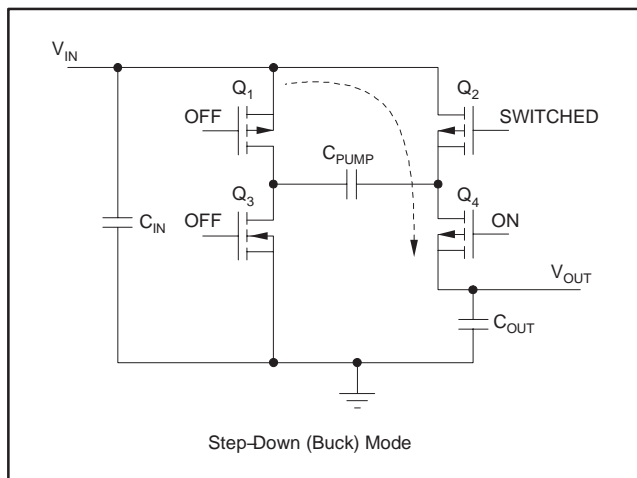 V_IN
Q_1
Q_2
OFF
SWITCHED
C_PUMP
Q_3
Q_4
OFF
ON
C_IN
V_OUT
C_OUT
Step–Down (Buck) Mode